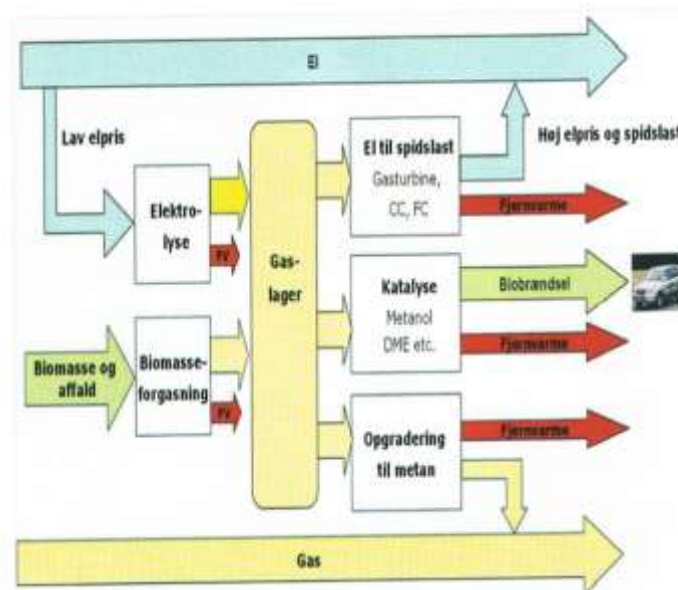 El
Lav elpris
El til spidslast
Gasturbine,
CC, FC
Høj elpris og spidslast
Fjernvarme
Elektro-
lyse
FV
Gas-
lager
Katalyse
Metanol
DME etc.
Biobrændsel
Fjernvarme
Biomasse og
affald
Biomasse-
forgasning
FV
Opgradering
til metan
Fjernvarme
Gas